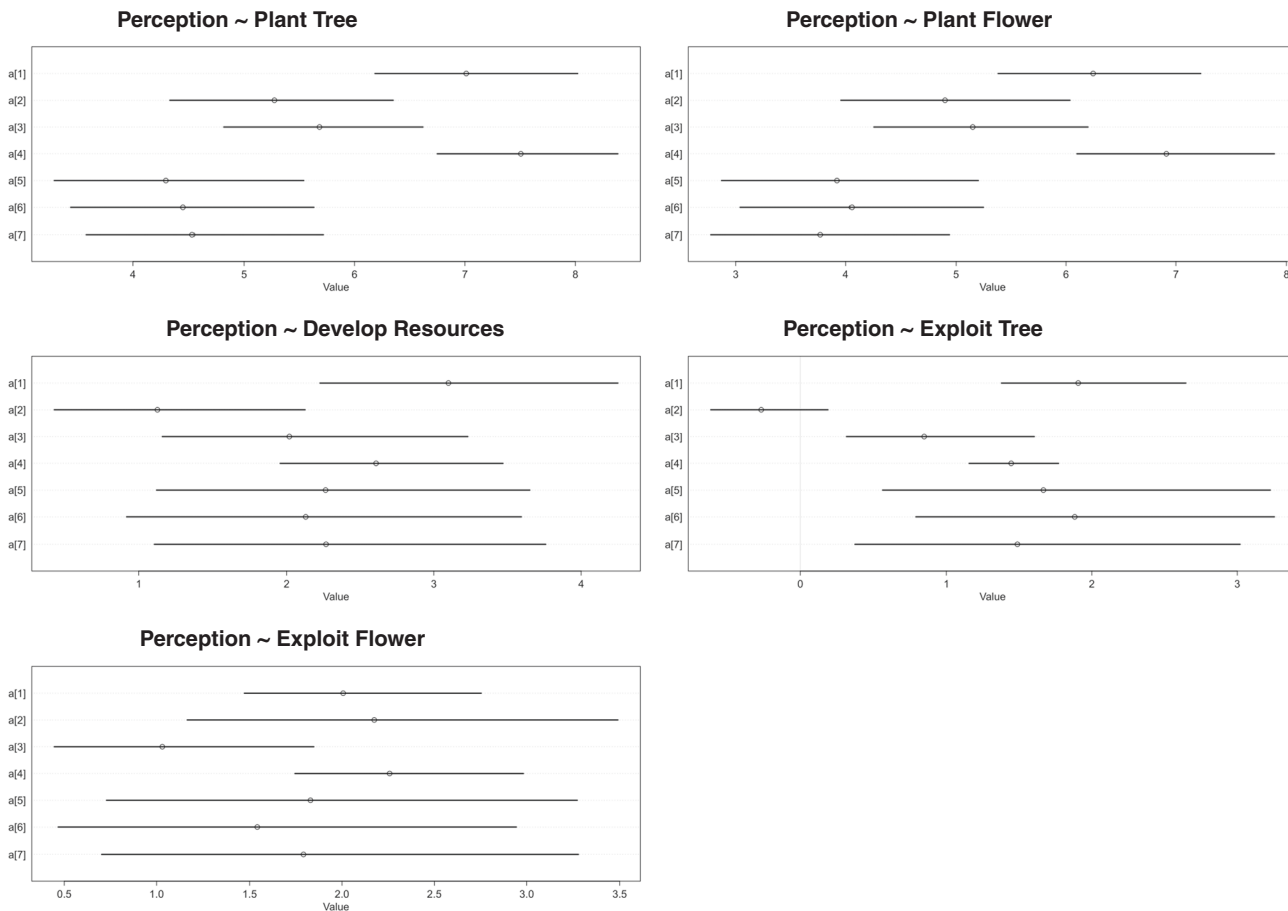 Perception ~ Plant Tree
a[1]
a[2]
a[3]
a[4]
a[5]
a[6]
a[7]
4 5 6 7 8
Value
Perception ~ Plant Flower
a[1]
a[2]
a[3]
a[4]
a[5]
a[6]
a[7]
3 4 5 6 7 8
Value
Perception ~ Develop Resources
a[1]
a[2]
a[3]
a[4]
a[5]
a[6]
a[7]
1 2 3 4
Value
Perception ~ Exploit Tree
a[1]
a[2]
a[3]
a[4]
a[5]
a[6]
a[7]
0 1 2 3
Value
Perception ~ Exploit Flower
a[1]
a[2]
a[3]
a[4]
a[5]
a[6]
a[7]
0.5 1.0 1.5 2.0 2.5 3.0 3.5
Value